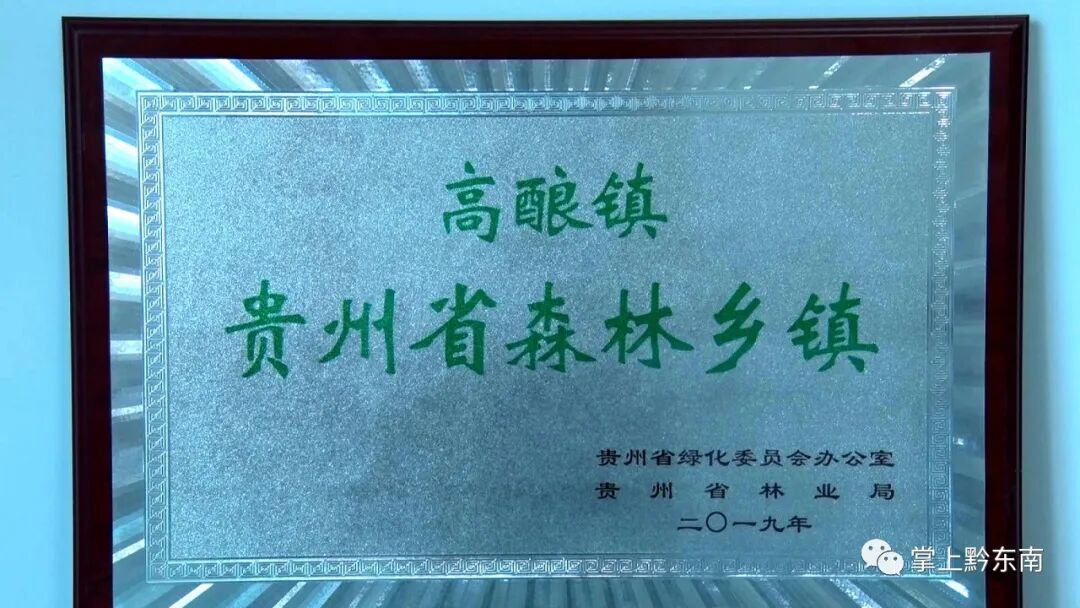 高酿镇
贵州省森林乡镇
贵州省绿化委员会办公室
贵州省林业局
二〇一九年
掌上黔东南